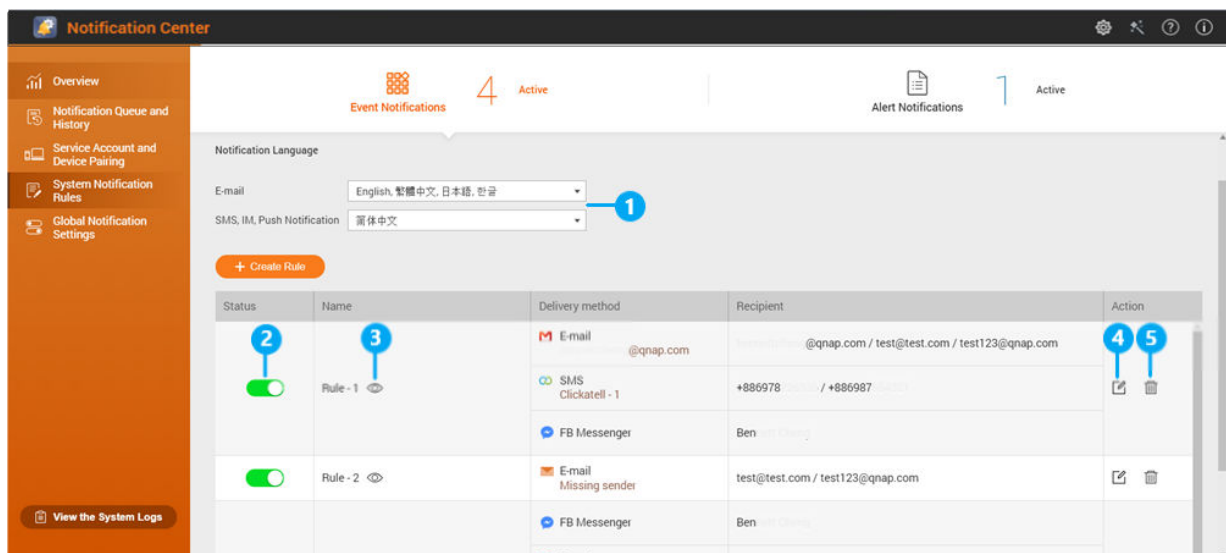 Notification Center
Overview
Notification Queue and
History
Service Account and
Device Pairing
System Notification
Rules
Global Notification
Settings
View the System Logs
Event Notifications
4
Active
Alert Notifications
1
Active
Notification Language
E-mail
English, 繁體中文, 日本語, 한글
1
SMS, IM, Push Notification
简体中文
+ Create Rule
Status
Name
Delivery method
Recipient
Action
2
3
4
5
Rule - 1
E-mail
@qnap.com
@qnap.com / test@test.com / test123@qnap.com
SMS
Clickatell - 1
+886978
/ +886987
FB Messenger
Ben
Rule - 2
E-mail
Missing sender
test@test.com / test123@qnap.com
FB Messenger
Ben